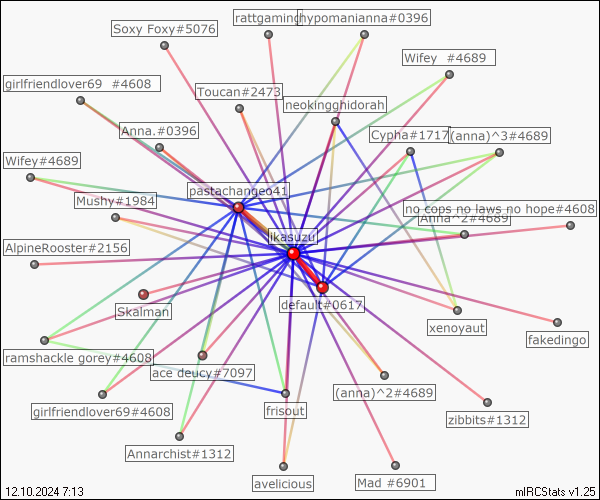 rattgaming
hypomanianna#0396
Soxy Foxy#5076
Wifey  #4689
girlfriendlover69  #4608
Toucan#2473
neokingghidorah
Anna.#0396
Cypha#1717
(anna)^3#4689
Wifey#4689
pastachange041
Mushy#1984
no cops no laws no hope#4608
Anna^2#4689
ikasuzu
AlpineRooster#2156
default#0617
Skalman
xenoyaut
fakedingo
ramshackle gorey#4608
ace deucy#7097
(anna)^2#4689
girlfriendlover69#4608
frisout
zibbits#1312
Annarchist#1312
avelicious
Mad #6901
12.10.2024 7:13
mIRCStats v1.25